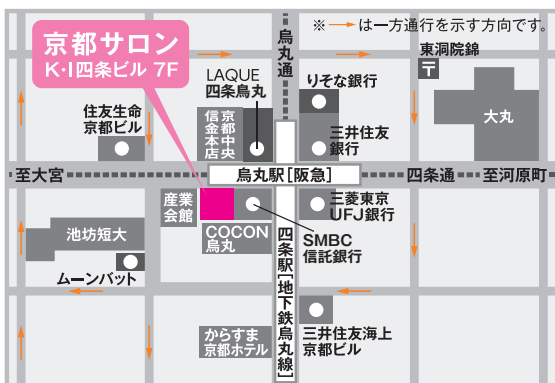 ※→は一方通行を示す方向です。
京都サロン
K・I四条ビル 7F
烏丸通
東洞院錦
〒
LAQUE
四条烏丸
りそな銀行
大丸
住友生命
京都ビル
京都中央
信金本店
三井住友
銀行
至大宮
烏丸駅[阪急]
四条通
至河原町
産業
会館
三菱東京
UFJ銀行
池坊短大
COCON
烏丸
SMBC
信託銀行
四条駅[地下鉄烏丸線]
ムーンバット
からすま
京都ホテル
三井住友海上
京都ビル